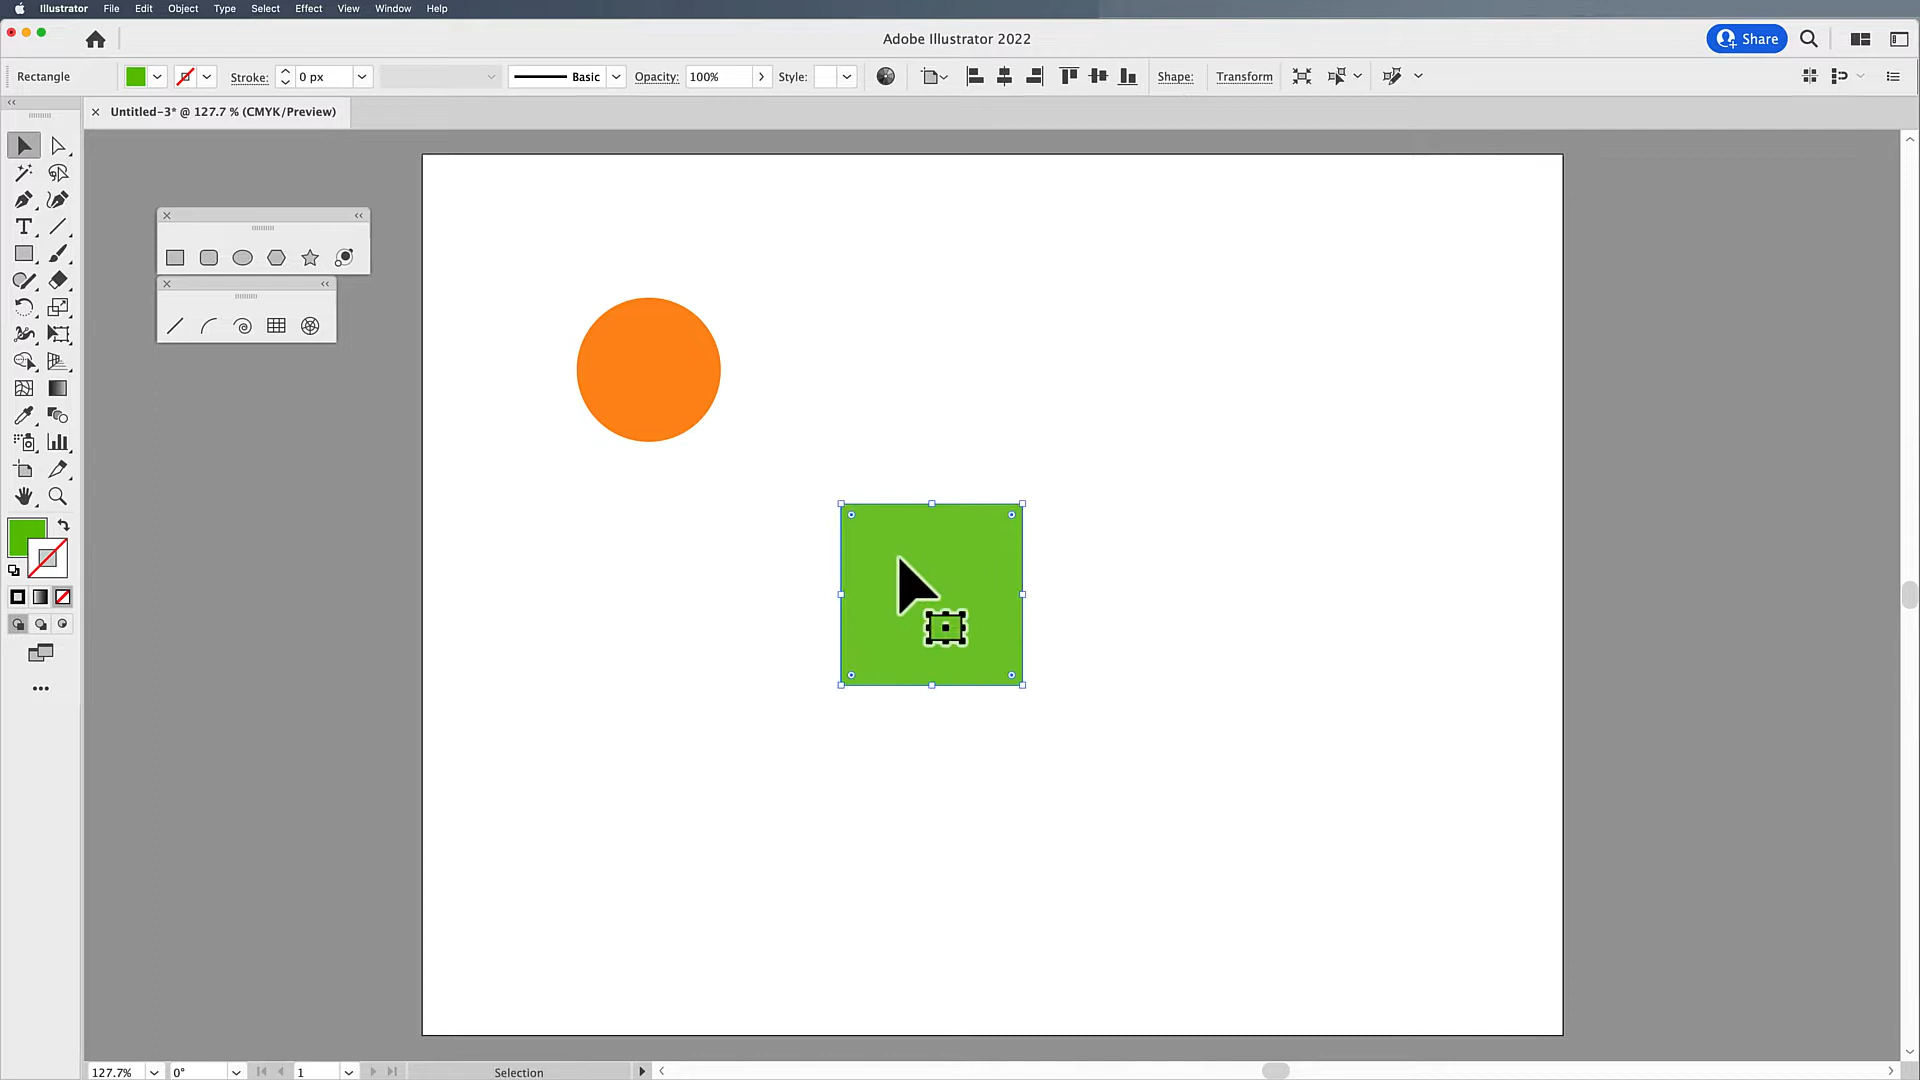 Illustrator File Edit Object Type Select Effect View Window Help
Adobe Illustrator 2022
Share
Rectangle Stroke: 0 px Basic Opacity: 100% Style: Shape: Transform
Untitled-3* @ 127.7 % (CMYK/Preview)
127.7% 0° 1 Selection